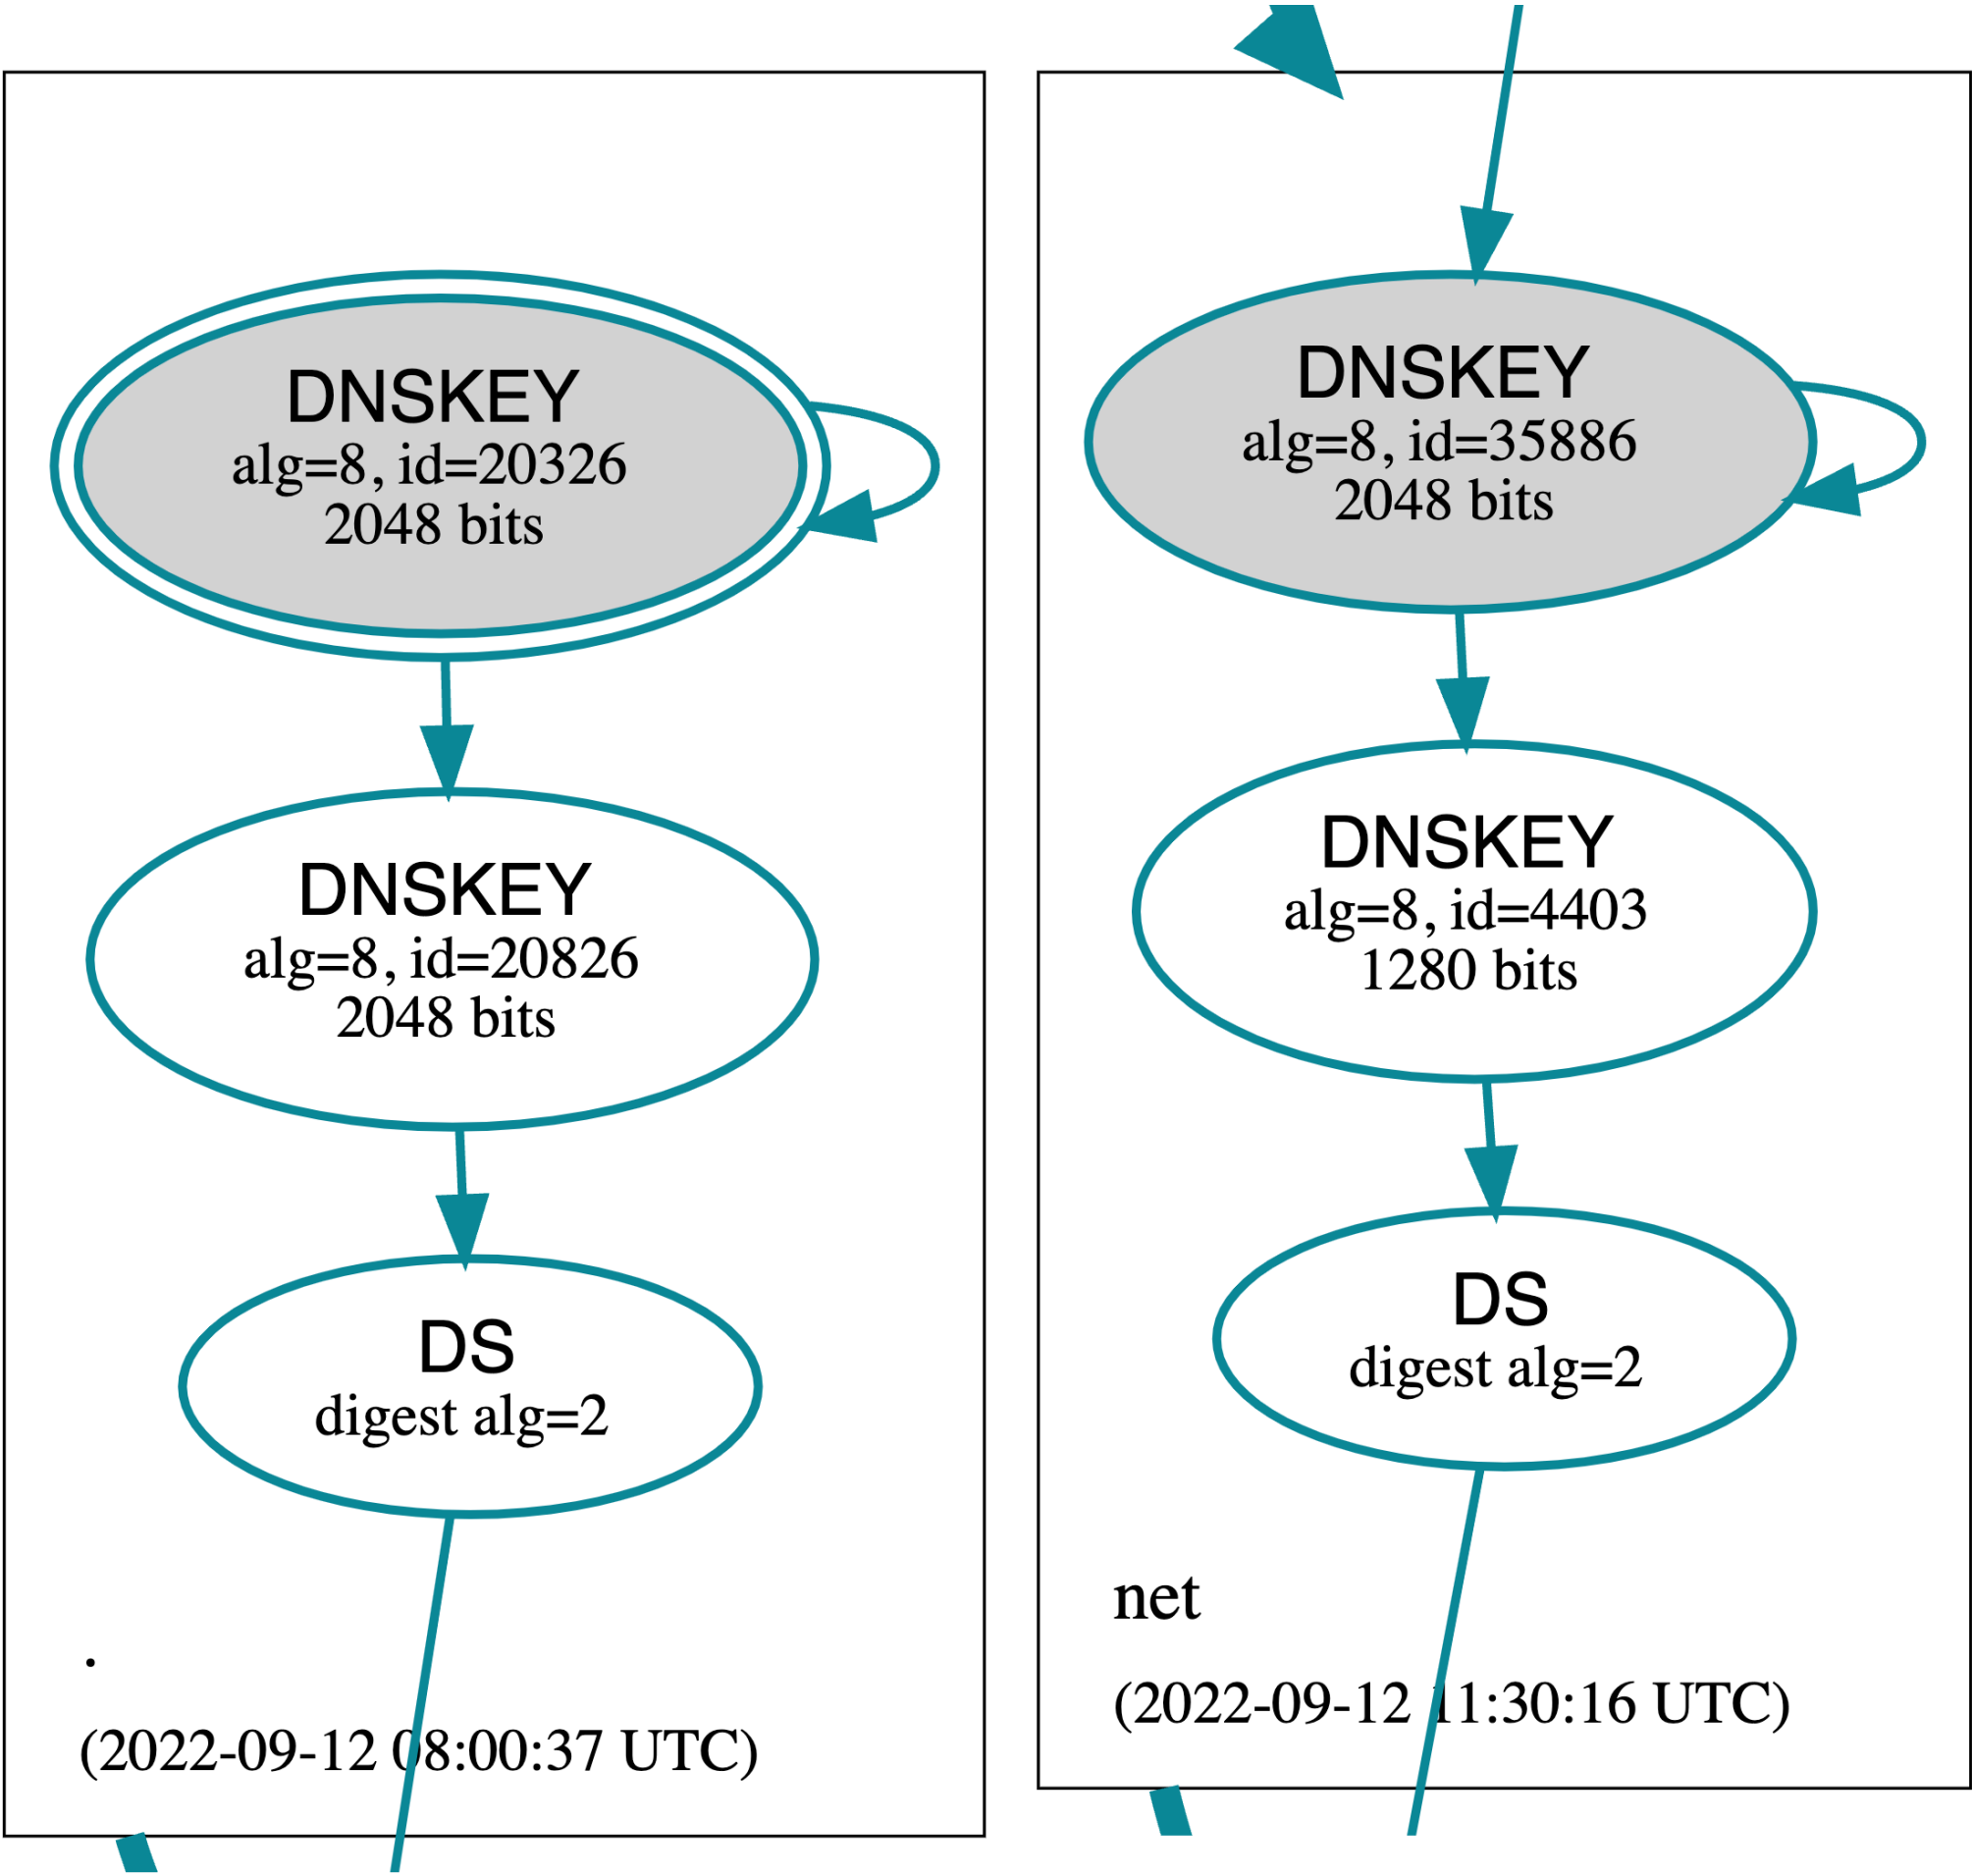 DNSKEY
alg=8, id=20326
2048 bits
DNSKEY
alg=8, id=20826
2048 bits
DS
digest alg=2
.
(2022-09-12 08:00:37 UTC)
DNSKEY
alg=8, id=35886
2048 bits
DNSKEY
alg=8, id=4403
1280 bits
DS
digest alg=2
net
(2022-09-12 11:30:16 UTC)